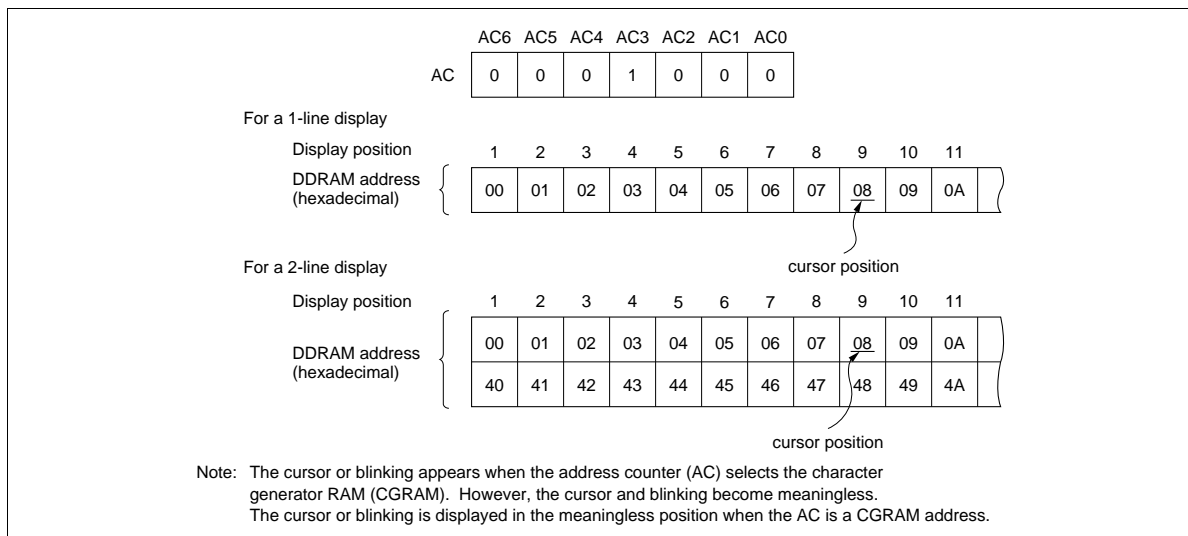 AC6 AC5 AC4 AC3 AC2 AC1 AC0
AC 0 0 0 1 0 0 0
For a 1-line display
Display position 1 2 3 4 5 6 7 8 9 10 11
DDRAM address
(hexadecimal)
00 01 02 03 04 05 06 07 08 09 0A
cursor position
For a 2-line display
Display position 1 2 3 4 5 6 7 8 9 10 11
DDRAM address
(hexadecimal)
00 01 02 03 04 05 06 07 08 09 0A
40 41 42 43 44 45 46 47 48 49 4A
cursor position
Note: The cursor or blinking appears when the address counter (AC) selects the character
generator RAM (CGRAM). However, the cursor and blinking become meaningless.
The cursor or blinking is displayed in the meaningless position when the AC is a CGRAM address.